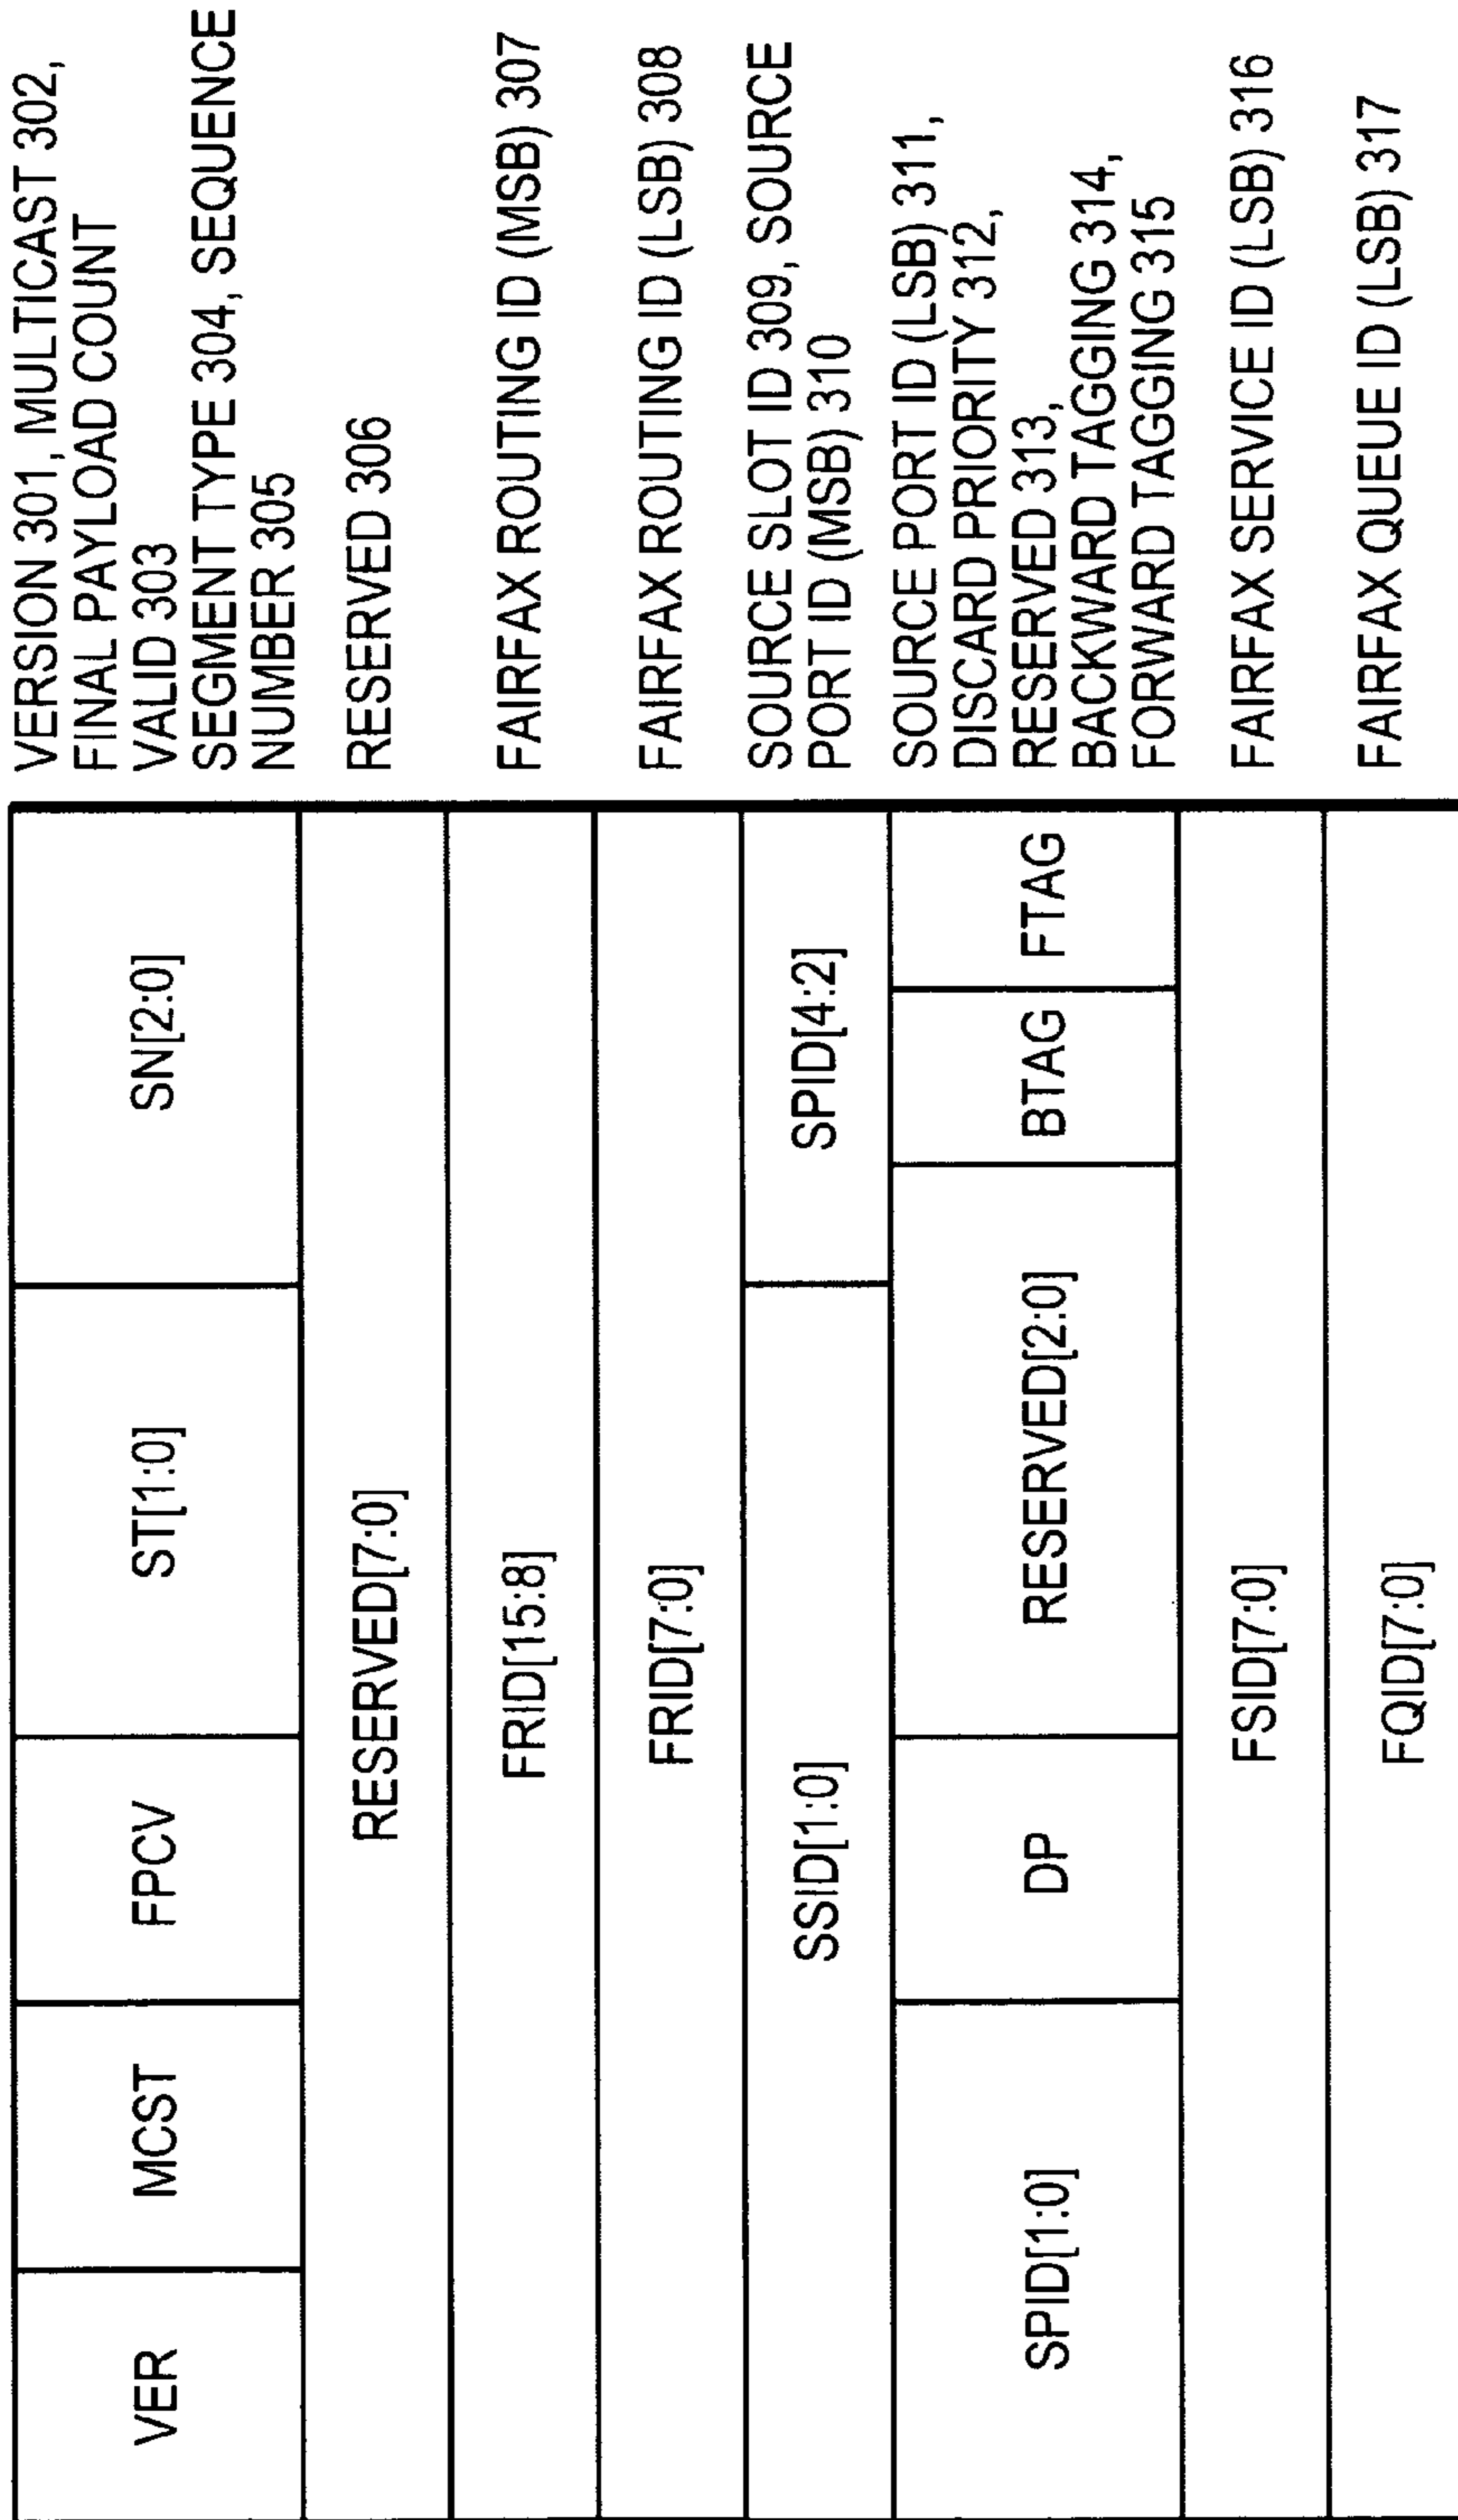 VER MCST FPCV ST[1:0] SN[2:0]
VERSION 301, MULTICAST 302,
FINAL PAYLOAD COUNT
VALID 303
SEGMENT TYPE 304, SEQUENCE
NUMBER 305
RESERVED[7:0]
RESERVED 306
FRID[15:8]
FAIRFAX ROUTING ID (MSB) 307
FRID[7:0]
FAIRFAX ROUTING ID (LSB) 308
SSID[1:0] SPID[4:2]
SOURCE SLOT ID 309, SOURCE
PORT ID (MSB) 310
SPID[1:0] DP RESERVED[2:0] BTAG FTAG
SOURCE PORT ID (LSB) 311,
DISCARD PRIORITY 312,
RESERVED 313,
BACKWARD TAGGING 314,
FORWARD TAGGING 315
FSID[7:0]
FAIRFAX SERVICE ID (LSB) 316
FQID[7:0]
FAIRFAX QUEUE ID (LSB) 317